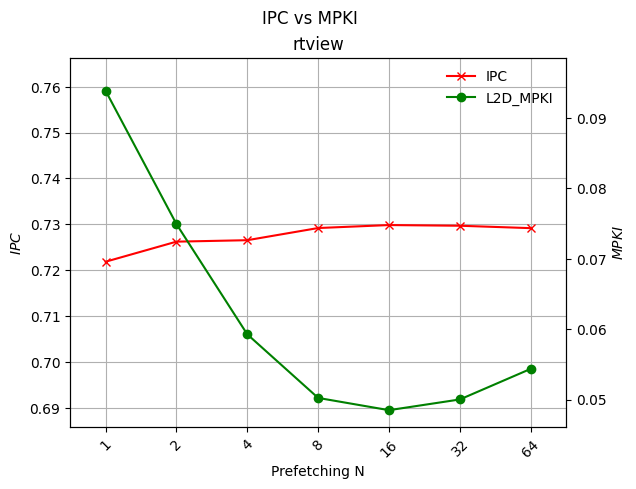 IPC vs MPKI
rtview
IPC
L2D_MPKI
0.76
0.75
0.74
0.73
0.72
0.71
0.70
0.69
IPC
0.09
0.08
0.07
0.06
0.05
MPKI
1
2
4
8
16
32
64
Prefetching N